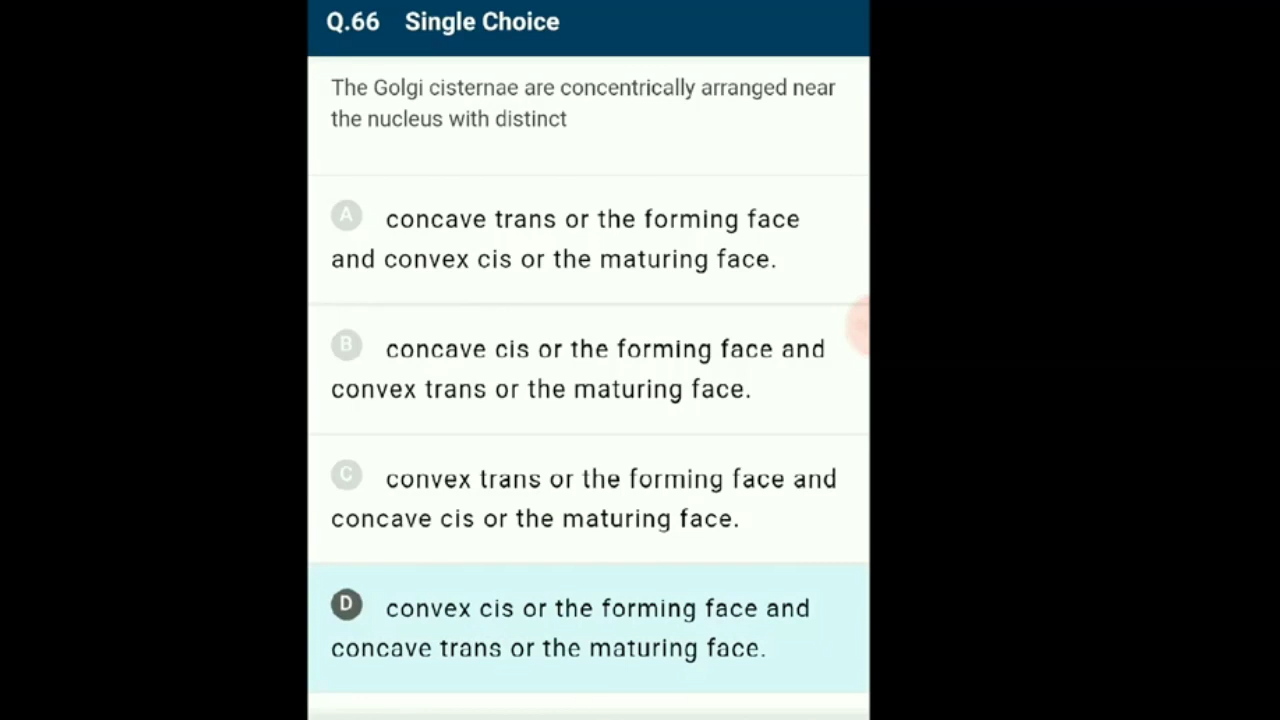 Q.66 Single Choice
The Golgi cisternae are concentrically arranged near
the nucleus with distinct
A concave trans or the forming face
and convex cis or the maturing face.
B concave cis or the forming face and
convex trans or the maturing face.
C convex trans or the forming face and
concave cis or the maturing face.
D convex cis or the forming face and
concave trans or the maturing face.